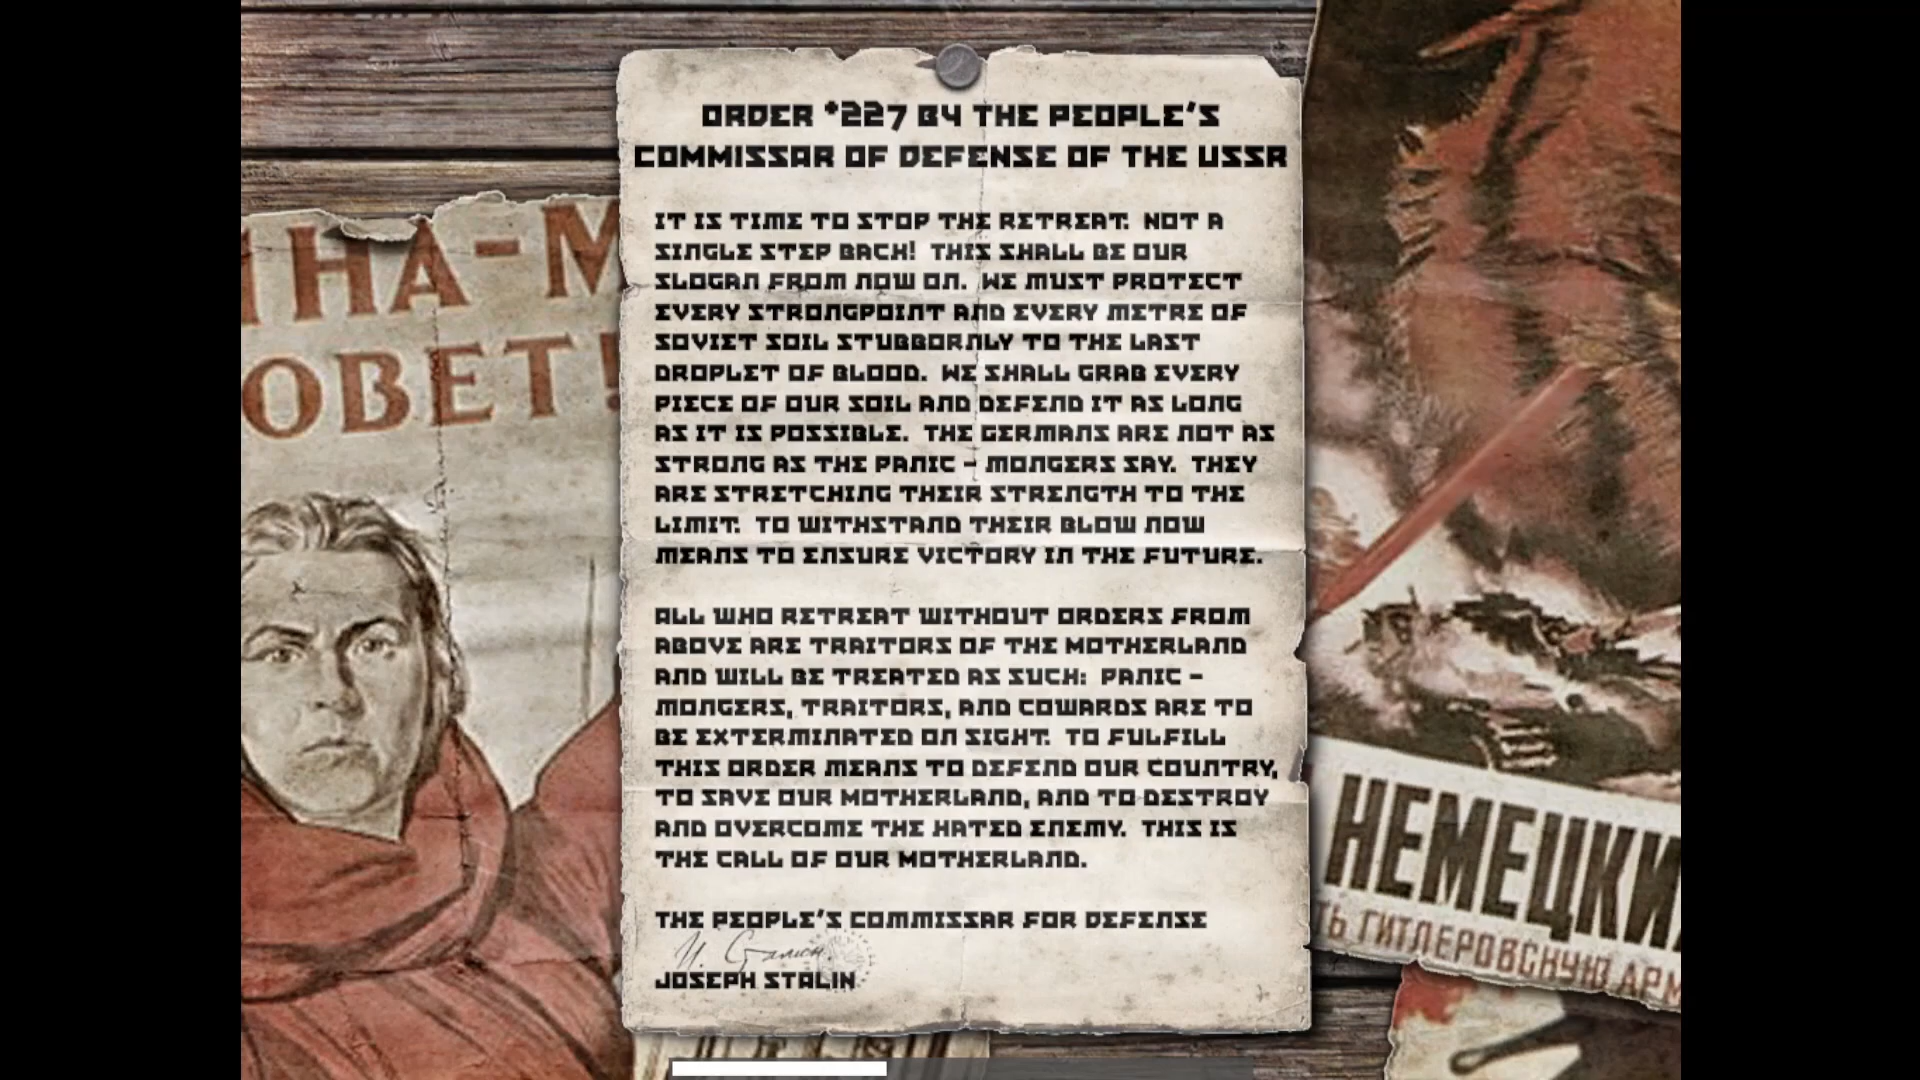 ORDER *227 BY THE PEOPLE'S
COMMISSAR OF DEFENSE OF THE USSR
IT IS TIME TO STOP THE RETREAT. NOT A
SINGLE STEP BACK! THIS SHALL BE OUR
SLOGAN FROM NOW ON. WE MUST PROTECT
EVERY STRONGPOINT AND EVERY METRE OF
SOVIET SOIL STUBBORNLY TO THE LAST
DROPLET OF BLOOD. WE SHALL GRAB EVERY
PIECE OF OUR SOIL AND DEFEND IT AS LONG
AS IT IS POSSIBLE. THE GERMANS ARE NOT AS
STRONG AS THE PANIC - MONGERS SAY. THEY
ARE STRETCHING THEIR STRENGTH TO THE
LIMIT. TO WITHSTAND THEIR BLOW NOW
MEANS TO ENSURE VICTORY IN THE FUTURE.
ALL WHO RETREAT WITHOUT ORDERS FROM
ABOVE ARE TRAITORS OF THE MOTHERLAND
AND WILL BE TREATED AS SUCH: PANIC -
MONGERS, TRAITORS, AND COWARDS ARE TO
BE EXTERMINATED ON SIGHT. TO FULFILL
THIS ORDER MEANS TO DEFEND OUR COUNTRY,
TO SAVE OUR MOTHERLAND, AND TO DESTROY
AND OVERCOME THE HATED ENEMY. THIS IS
THE CALL OF OUR MOTHERLAND.
THE PEOPLE'S COMMISSAR FOR DEFENSE
И. Сталин
JOSEPH STALIN
ИНА-М
ОВЕТ!
НЕМЕЦКИ
ТЬ ГИТЛЕРОВСКУЮ АРМ